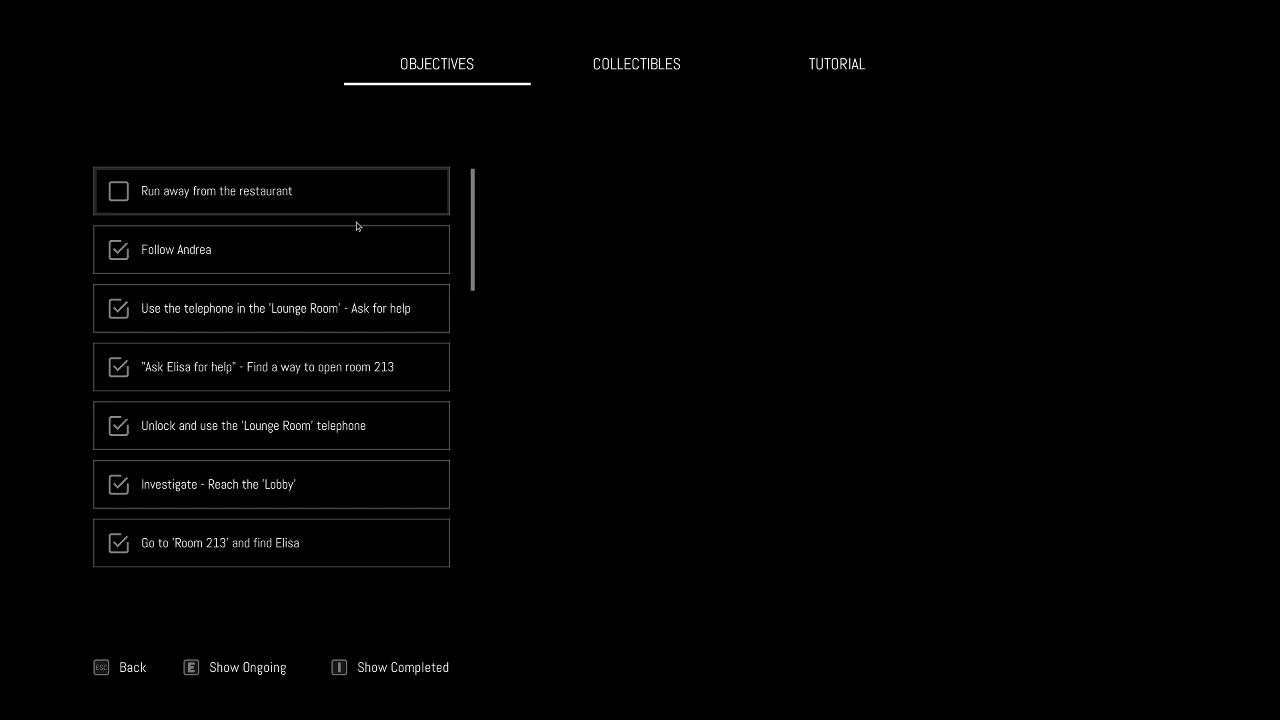 OBJECTIVES
COLLECTIBLES
TUTORIAL
Run away from the restaurant
Follow Andrea
Use the telephone in the 'Lounge Room' - Ask for help
"Ask Elisa for help" - Find a way to open room 213
Unlock and use the 'Lounge Room' telephone
Investigate - Reach the 'Lobby'
Go to 'Room 213' and find Elisa
ESC Back
E Show Ongoing
I Show Completed